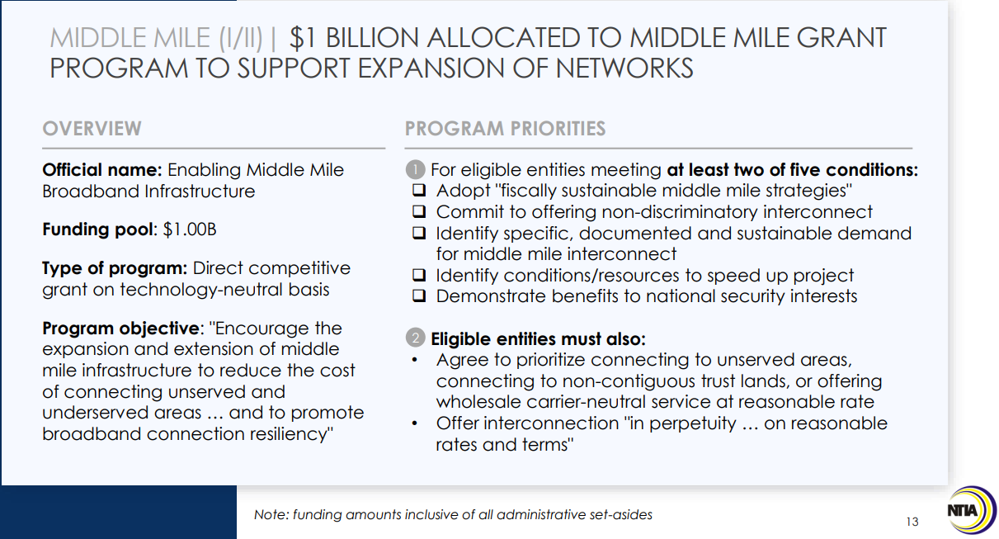 MIDDLE MILE (I/II)| $1 BILLION ALLOCATED TO MIDDLE MILE GRANT
PROGRAM TO SUPPORT EXPANSION OF NETWORKS
OVERVIEW
Official name: Enabling Middle Mile
Broadband Infrastructure
Funding pool: $1.00B
Type of program: Direct competitive
grant on technology-neutral basis
Program objective: "Encourage the
expansion and extension of middle
mile infrastructure to reduce the cost
of connecting unserved and
underserved areas … and to promote
broadband connection resiliency"
PROGRAM PRIORITIES
1 For eligible entities meeting at least two of five conditions:
❑ Adopt "fiscally sustainable middle mile strategies"
❑ Commit to offering non-discriminatory interconnect
❑ Identify specific, documented and sustainable demand
for middle mile interconnect
❑ Identify conditions/resources to speed up project
❑ Demonstrate benefits to national security interests
2 Eligible entities must also:
• Agree to prioritize connecting to unserved areas,
connecting to non-contiguous trust lands, or offering
wholesale carrier-neutral service at reasonable rate
• Offer interconnection "in perpetuity … on reasonable
rates and terms"
Note: funding amounts inclusive of all administrative set-asides
13
NTIA